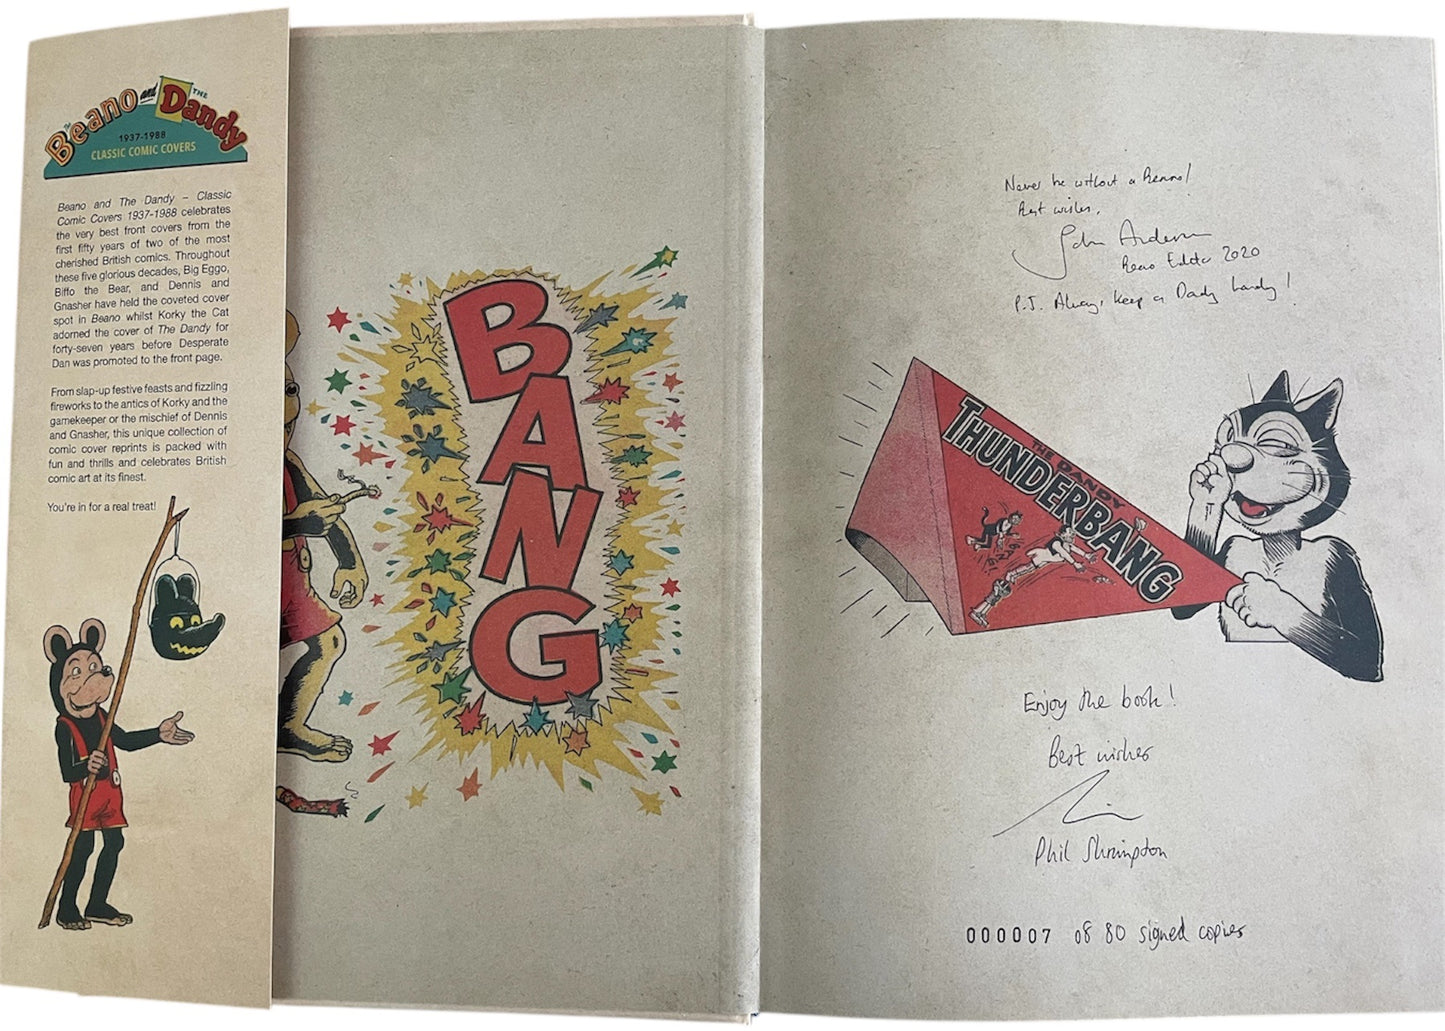 The Beano and THE Dandy
1937-1988
CLASSIC COMIC COVERS
Beano and The Dandy – Classic
Comic Covers 1937-1988 celebrates
the very best front covers from the
first fifty years of two of the most
cherished British comics. Throughout
these five glorious decades, Big Eggo,
Biffo the Bear, and Dennis and
Gnasher have held the coveted cover
spot in Beano whilst Korky the Cat
adorned the cover of The Dandy for
forty-seven years before Desperate
Dan was promoted to the front page.
From slap-up festive feasts and fizzling
fireworks to the antics of Korky and the
gamekeeper or the mischief of Dennis
and Gnasher, this unique collection of
comic cover reprints is packed with
fun and thrills and celebrates British
comic art at its finest.
You're in for a real treat!
BANG
Never be without a Beano!
Best wishes,
John Anderson
Beano Editor 2020
P.S. Always keep a Dandy handy!
THE DANDY
THUNDERBANG
Enjoy the book!
Best wishes
Phil Shrimpton
000007 of 80 signed copies